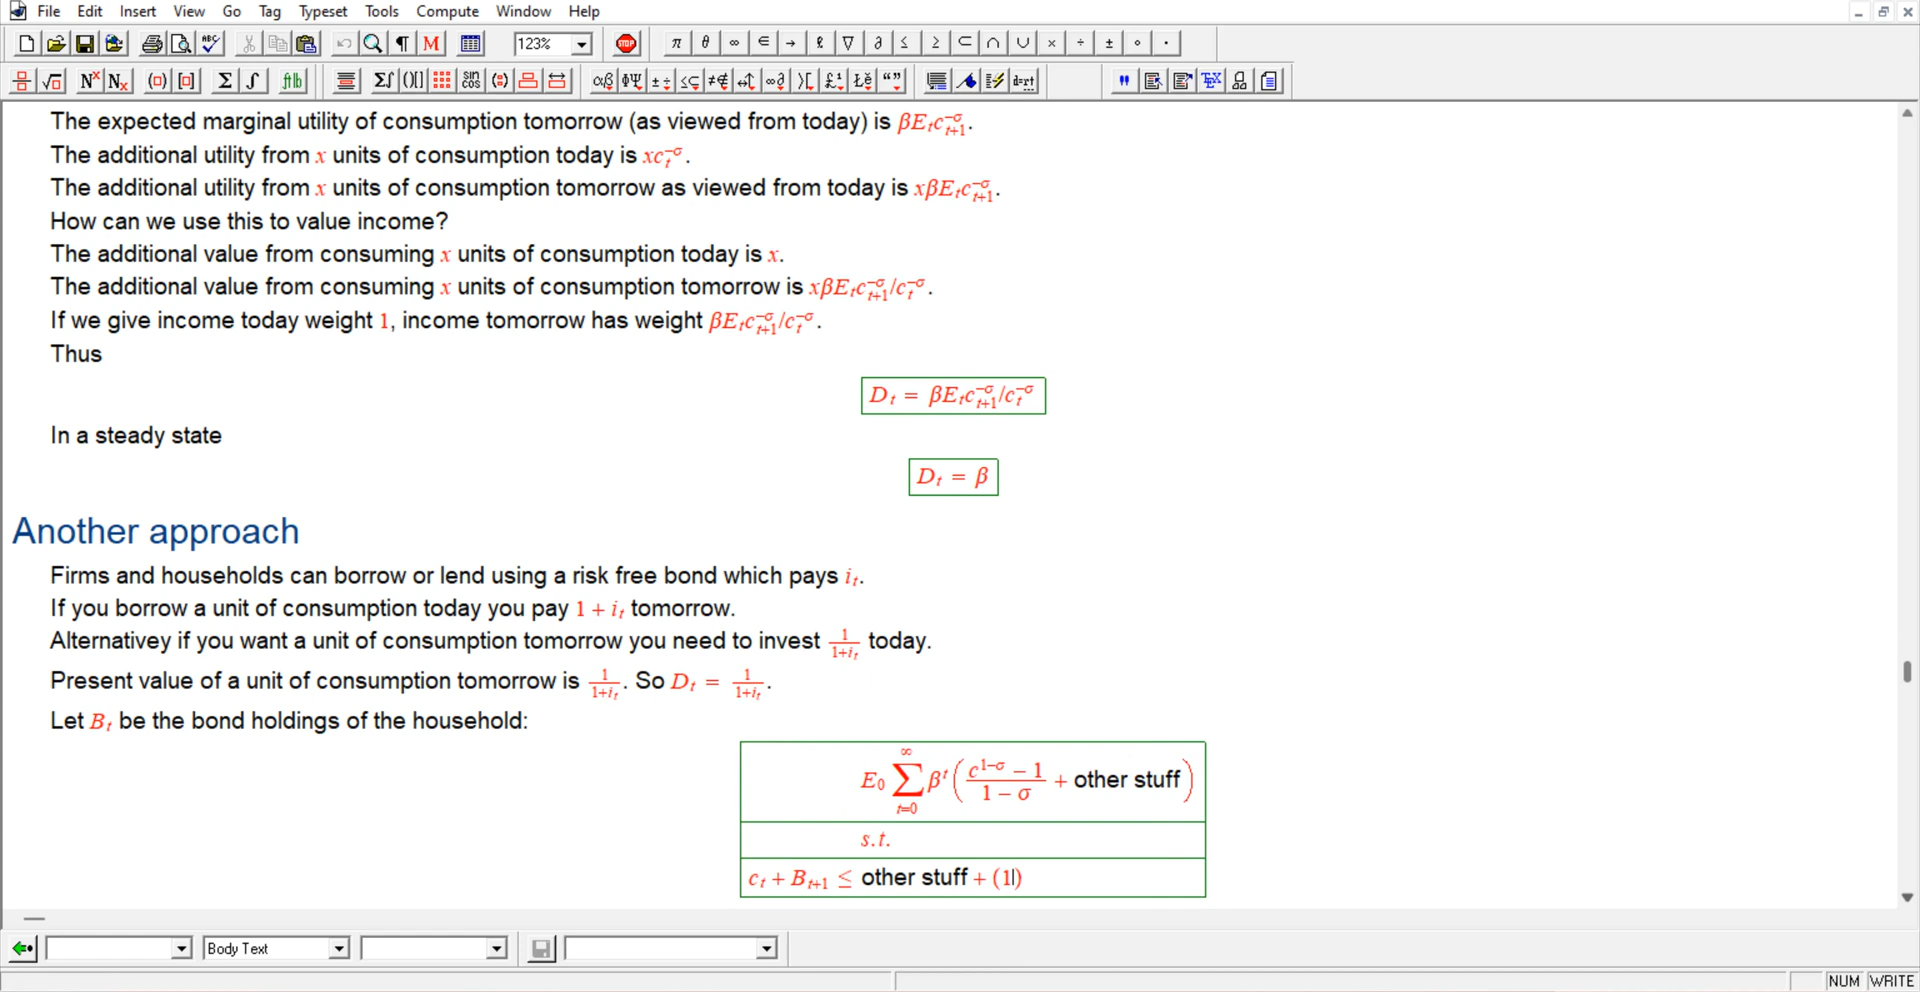 File Edit Insert View Go Tag Typeset Tools Compute Window Help
123% STOP π θ ∞ ∈ → ℓ ∇ ∂ ≤ ≥ ⊂ ∩ ∪ × ÷ ± ∘ ·
The expected marginal utility of consumption tomorrow (as viewed from today) is βE_t c_{t+1}^{-σ}.
The additional utility from x units of consumption today is xc_t^{-σ}.
The additional utility from x units of consumption tomorrow as viewed from today is xβE_t c_{t+1}^{-σ}.
How can we use this to value income?
The additional value from consuming x units of consumption today is x.
The additional value from consuming x units of consumption tomorrow is xβE_t c_{t+1}^{-σ}/c_t^{-σ}.
If we give income today weight 1, income tomorrow has weight βE_t c_{t+1}^{-σ}/c_t^{-σ}.
Thus
D_t = βE_t c_{t+1}^{-σ}/c_t^{-σ}
In a steady state
D_t = β
Another approach
Firms and households can borrow or lend using a risk free bond which pays i_t.
If you borrow a unit of consumption today you pay 1 + i_t tomorrow.
Alternativey if you want a unit of consumption tomorrow you need to invest \frac{1}{1+i_t} today.
Present value of a unit of consumption tomorrow is \frac{1}{1+i_t}. So D_t = \frac{1}{1+i_t}.
Let B_t be the bond holdings of the household:
E_0 \sum_{t=0}^{∞} β^t ( \frac{c^{1-σ} - 1}{1 - σ} + other stuff )
s.t.
c_t + B_{t+1} ≤ other stuff + (1)
Body Text
NUM WRITE